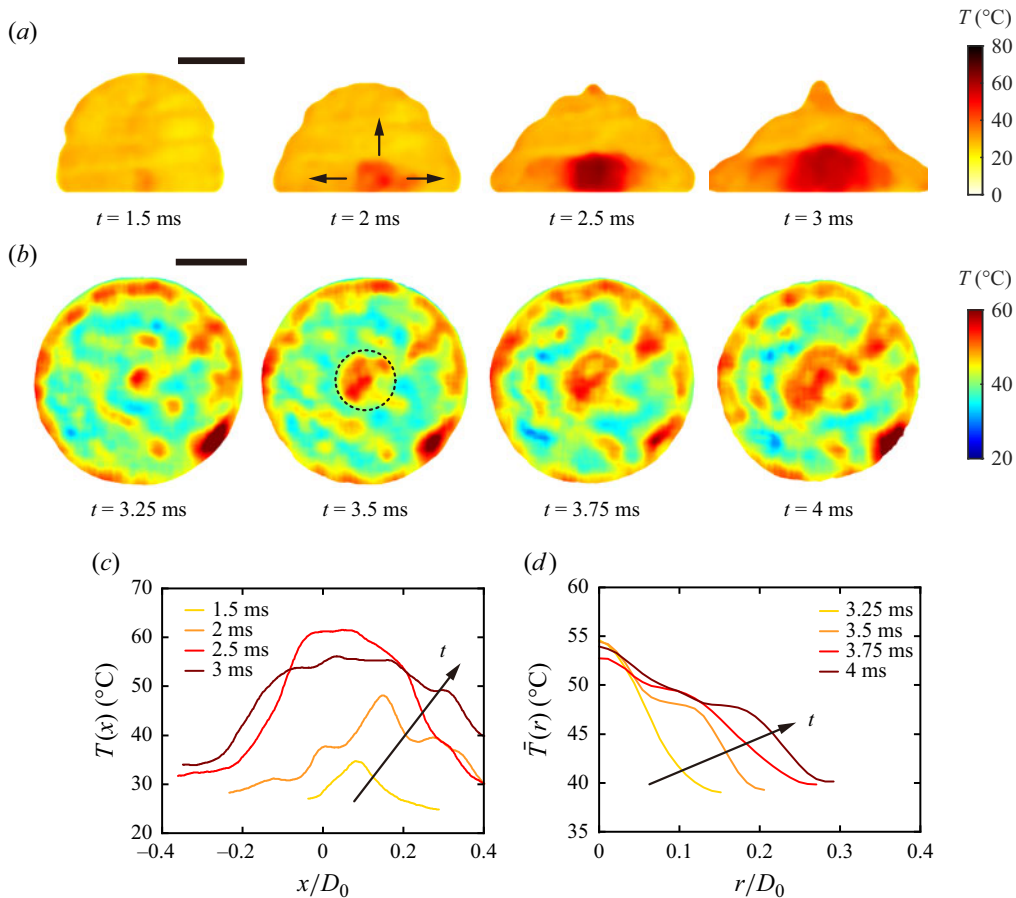 (a)
T (°C)
80
60
40
20
0
t = 1.5 ms
t = 2 ms
t = 2.5 ms
t = 3 ms
(b)
T (°C)
60
40
20
t = 3.25 ms
t = 3.5 ms
t = 3.75 ms
t = 4 ms
(c)
70
60
50
40
30
20
T(x) (°C)
1.5 ms
2 ms
2.5 ms
3 ms
t
–0.4
–0.2
0
0.2
0.4
x/D₀
(d)
60
55
50
45
40
35
T̄(r) (°C)
3.25 ms
3.5 ms
3.75 ms
4 ms
t
0
0.1
0.2
0.3
r/D₀